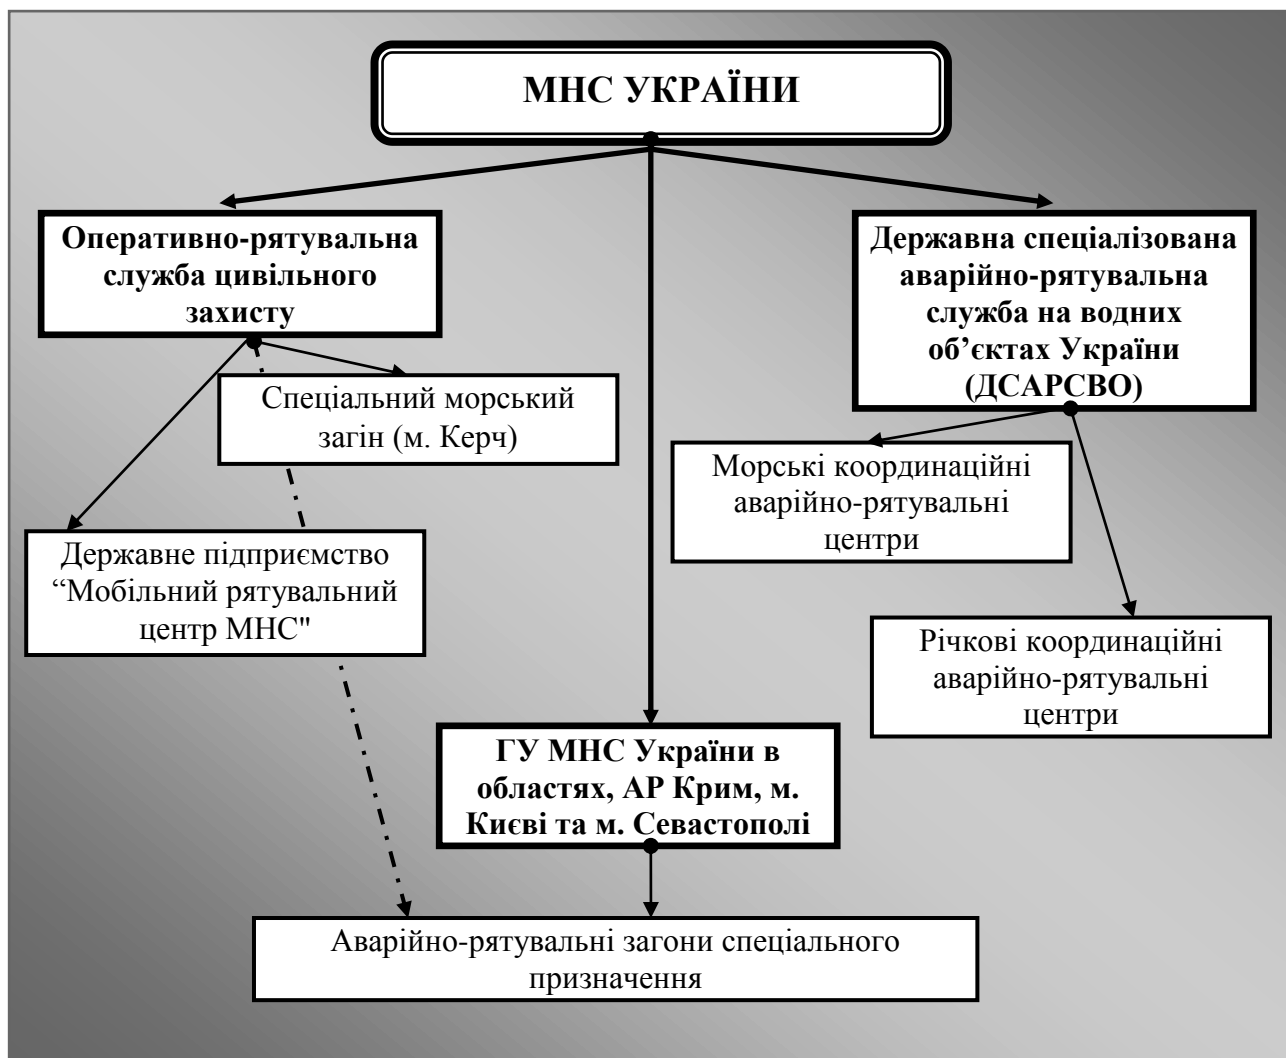 МНС УКРАЇНИ
Оперативно-рятувальна
служба цивільного
захисту
Державна спеціалізована
аварійно-рятувальна
служба на водних
об’єктах України
(ДСАРСВО)
Спеціальний морський
загін (м. Керч)
Морські координаційні
аварійно-рятувальні
центри
Державне підприємство
“Мобільний рятувальний
центр МНС"
Річкові координаційні
аварійно-рятувальні
центри
ГУ МНС України в
областях, АР Крим, м.
Києві та м. Севастополі
Аварійно-рятувальні загони спеціального
призначення